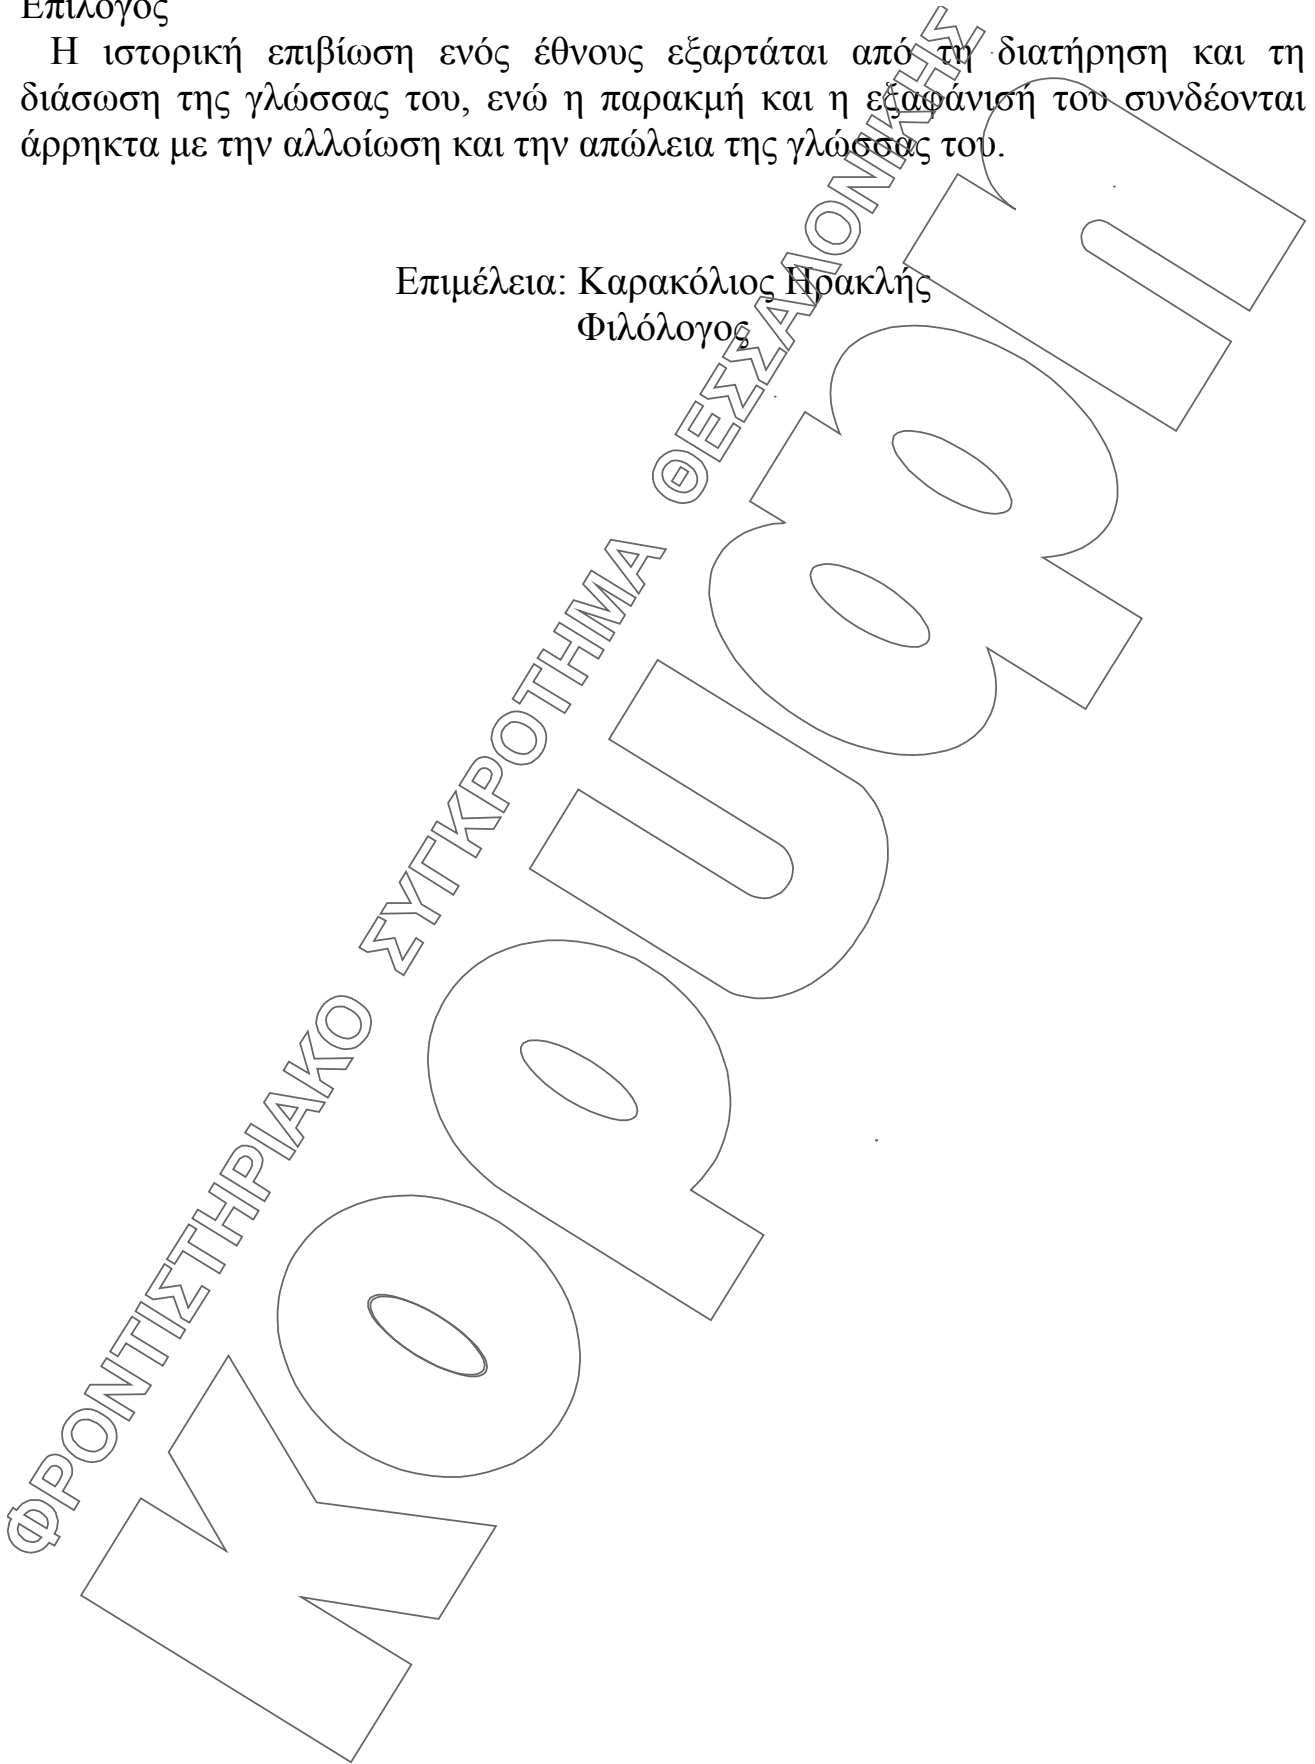 Επίλογος
Η ιστορική επιβίωση ενός έθνους εξαρτάται από τη διατήρηση και τη
διάσωση της γλώσσας του, ενώ η παρακμή και η εξαφάνισή του συνδέονται
άρρηκτα με την αλλοίωση και την απώλεια της γλώσσας του.
Επιμέλεια: Καρακόλιος Ηρακλής
Φιλόλογος
ΦΡΟΝΤΙΣΤΗΡΙΑΚΟ ΣΥΓΚΡΟΤΗΜΑ ΘΕΣΣΑΛΟΝΙΚΗΣ
Κορυφή